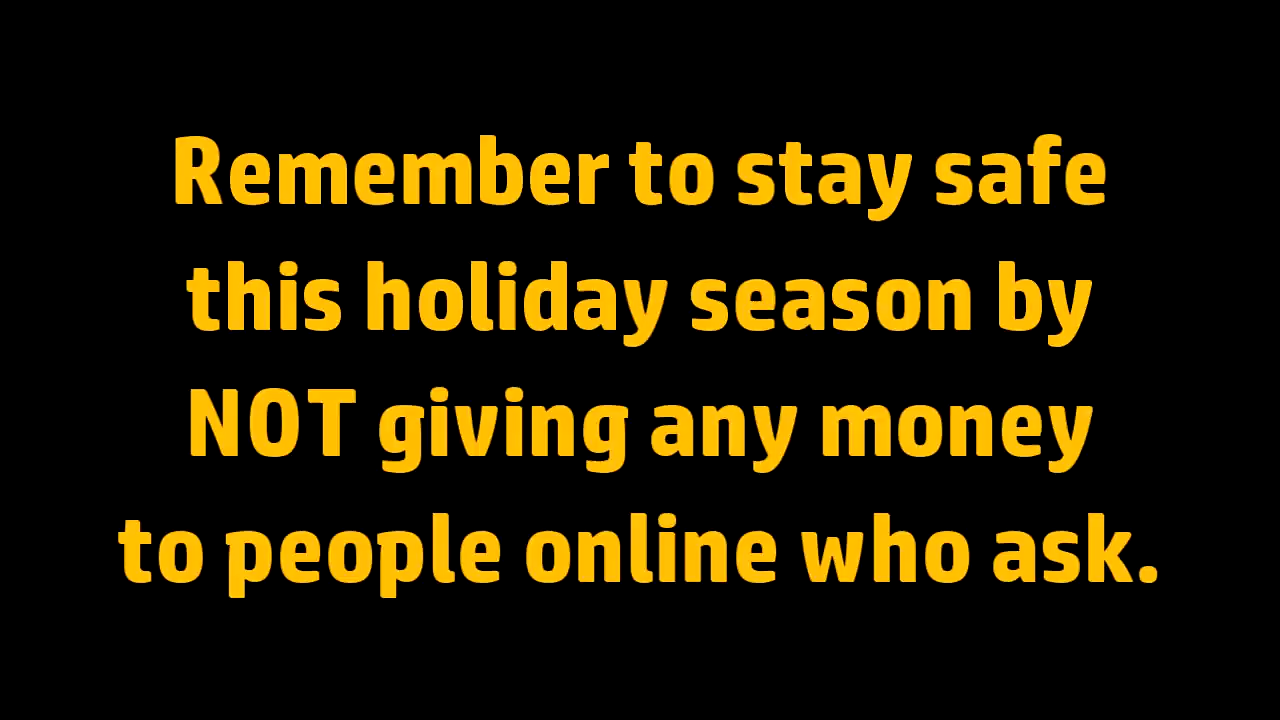 Remember to stay safe
this holiday season by
NOT giving any money
to people online who ask.